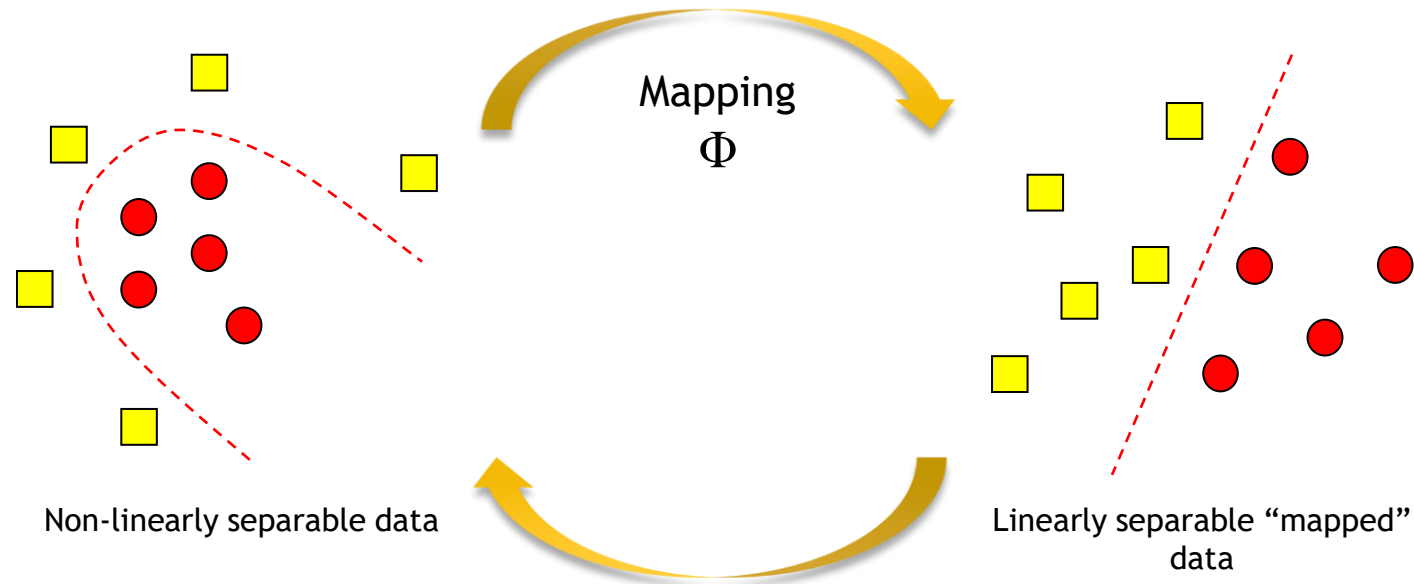 Mapping
Φ
Non-linearly separable data
Linearly separable “mapped”
data